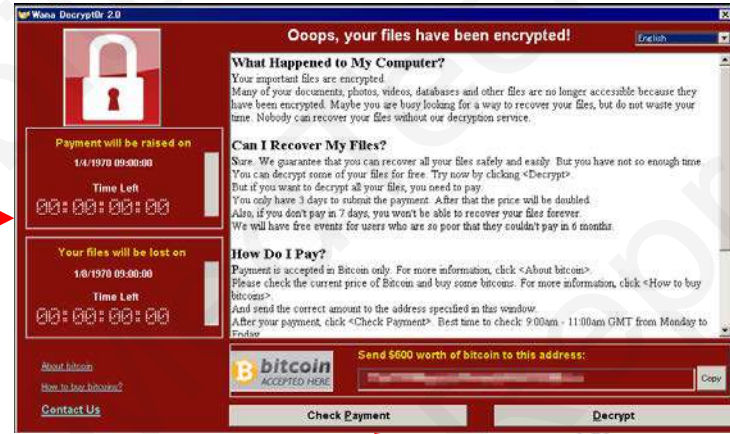 Wana Decrypt0r 2.0
Ooops, your files have been encrypted!
English
Payment will be raised on
1/4/1970 09:00:00
Time Left
00:00:00:00
Your files will be lost on
1/8/1970 09:00:00
Time Left
00:00:00:00
About bitcoin
How to buy bitcoins?
Contact Us
What Happened to My Computer?
Your important files are encrypted.
Many of your documents, photos, videos, databases and other files are no longer accessible because they
have been encrypted. Maybe you are busy looking for a way to recover your files, but do not waste your
time. Nobody can recover your files without our decryption service.
Can I Recover My Files?
Sure. We guarantee that you can recover all your files safely and easily. But you have not so enough time.
You can decrypt some of your files for free. Try now by clicking <Decrypt>.
But if you want to decrypt all your files, you need to pay.
You only have 3 days to submit the payment. After that the price will be doubled.
Also, if you don't pay in 7 days, you won't be able to recover your files forever.
We will have free events for users who are so poor that they couldn't pay in 6 months.
How Do I Pay?
Payment is accepted in Bitcoin only. For more information, click <About bitcoin>.
Please check the current price of Bitcoin and buy some bitcoins. For more information, click <How to buy
bitcoins>.
And send the correct amount to the address specified in this window.
After your payment, click <Check Payment>. Best time to check: 9:00am - 11:00am GMT from Monday to
Friday.
bitcoin
ACCEPTED HERE
Send $600 worth of bitcoin to this address:
Copy
Check Payment
Decrypt